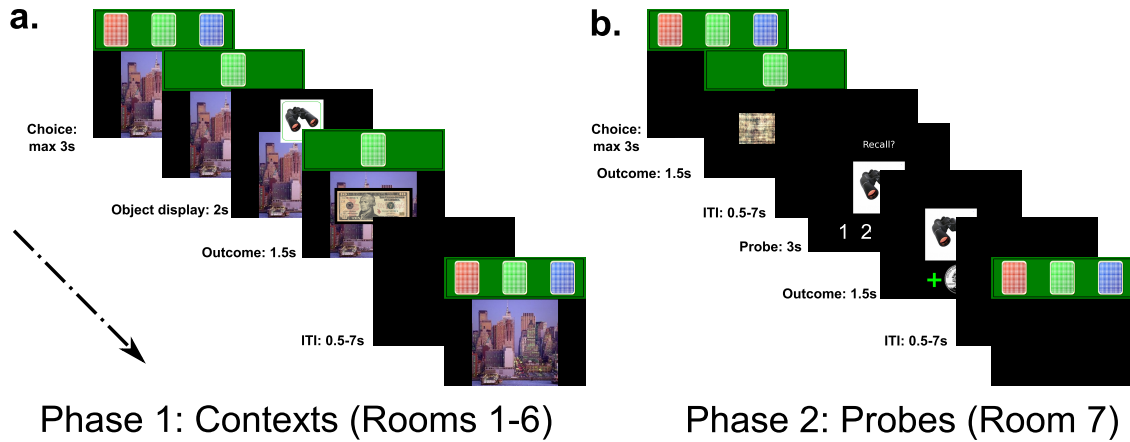 a.
Choice:
max 3s
Object display: 2s
Outcome: 1.5s
ITI: 0.5-7s
Phase 1: Contexts (Rooms 1-6)
b.
Choice:
max 3s
Outcome: 1.5s
ITI: 0.5-7s
Recall?
1 2
Probe: 3s
Outcome: 1.5s
+
ITI: 0.5-7s
Phase 2: Probes (Room 7)